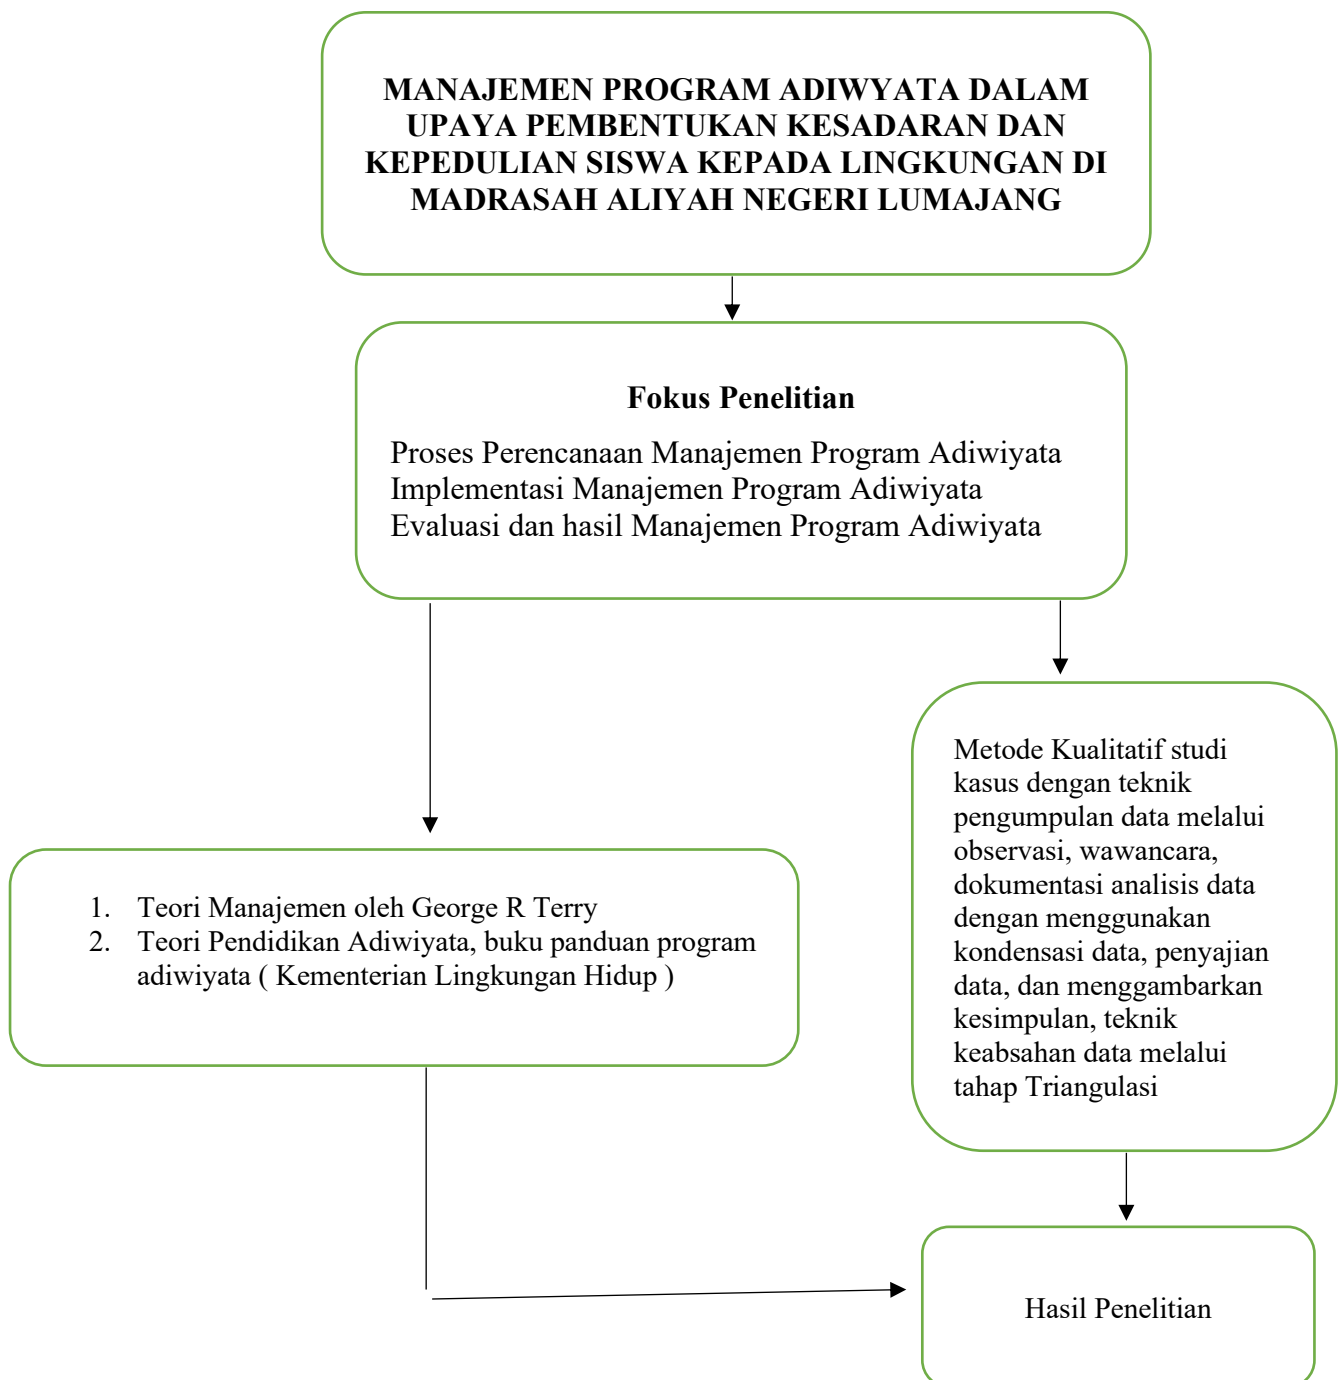 MANAJEMEN PROGRAM ADIWYATA DALAM
UPAYA PEMBENTUKAN KESADARAN DAN
KEPEDULIAN SISWA KEPADA LINGKUNGAN DI
MADRASAH ALIYAH NEGERI LUMAJANG
Fokus Penelitian
Proses Perencanaan Manajemen Program Adiwiyata
Implementasi Manajemen Program Adiwiyata
Evaluasi dan hasil Manajemen Program Adiwiyata
1. Teori Manajemen oleh George R Terry
2. Teori Pendidikan Adiwiyata, buku panduan program
adiwiyata ( Kementerian Lingkungan Hidup )
Metode Kualitatif studi
kasus dengan teknik
pengumpulan data melalui
observasi, wawancara,
dokumentasi analisis data
dengan menggunakan
kondensasi data, penyajian
data, dan menggambarkan
kesimpulan, teknik
keabsahan data melalui
tahap Triangulasi
Hasil Penelitian